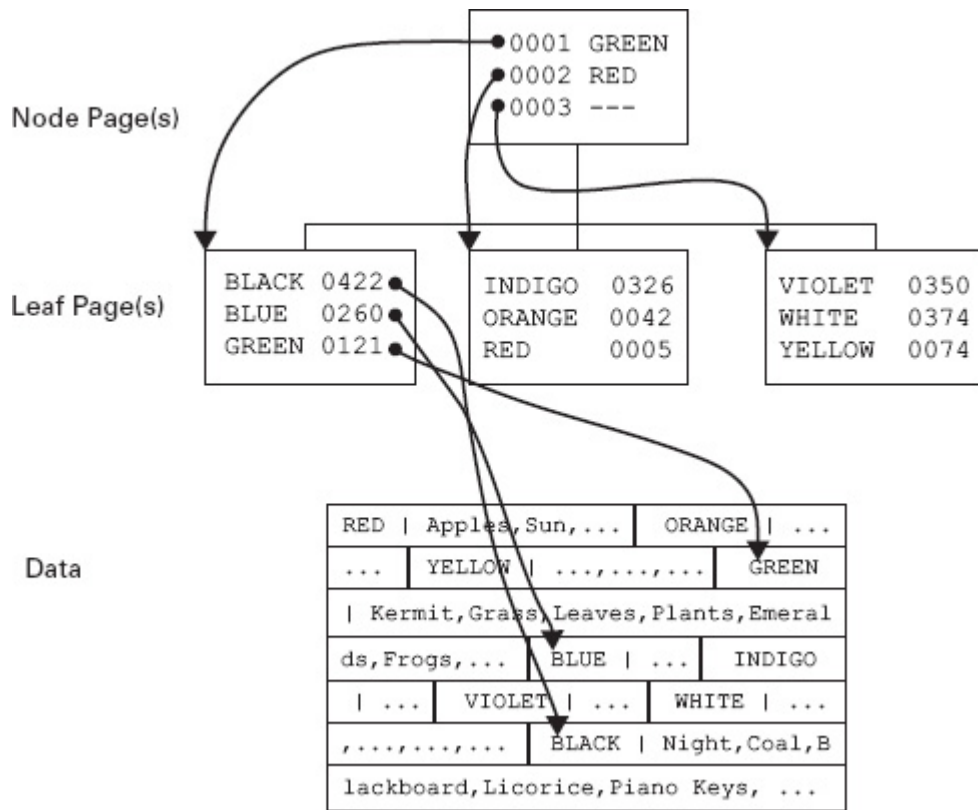 0001 GREEN
0002 RED
0003 ---
Node Page(s)
Leaf Page(s)
BLACK 0422
BLUE 0260
GREEN 0121
INDIGO 0326
ORANGE 0042
RED 0005
VIOLET 0350
WHITE 0374
YELLOW 0074
Data
RED | Apples,Sun,... ORANGE | ...
... YELLOW | ...,...,... GREEN
| Kermit,Grass,Leaves,Plants,Emeral
ds,Frogs,... BLUE | ... INDIGO
| ... VIOLET | ... WHITE | ...
,...,...,... BLACK | Night,Coal,B
lackboard,Licorice,Piano Keys, ...